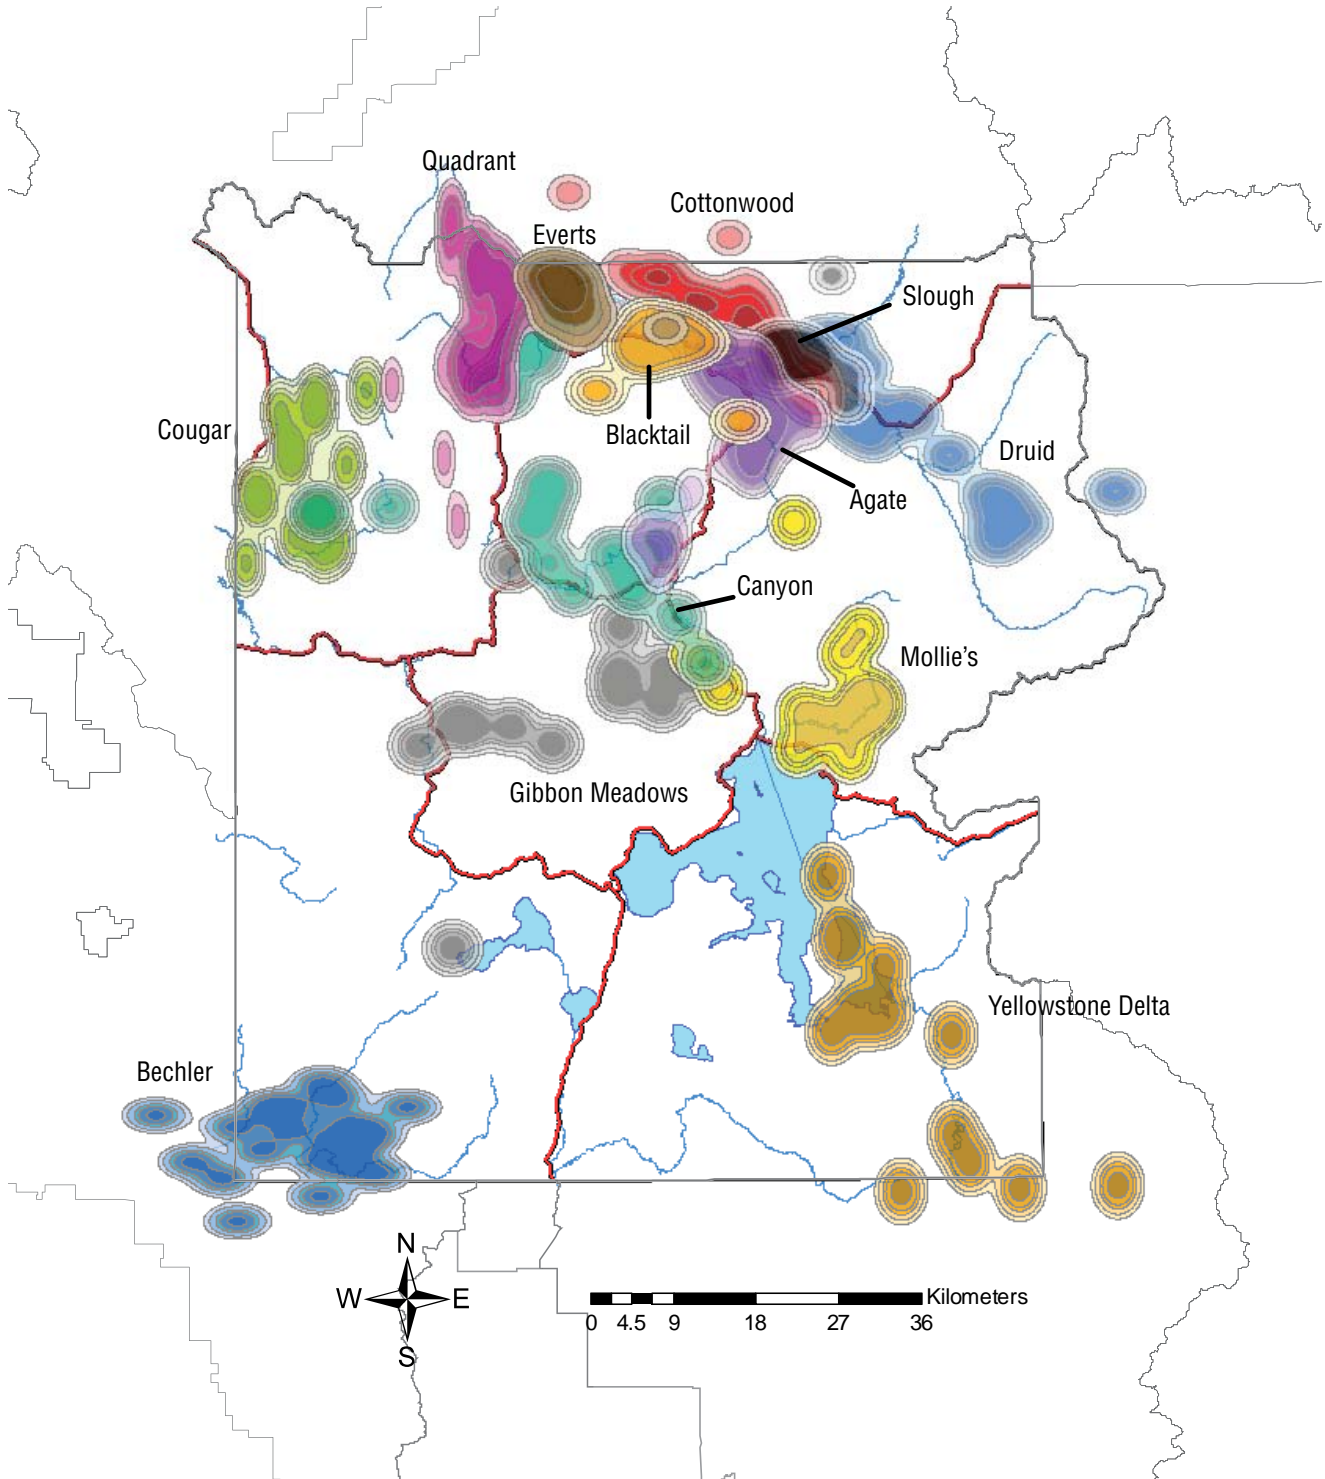 Quadrant
Cottonwood
Everts
Slough
Cougar
Blacktail
Druid
Agate
Canyon
Mollie's
Gibbon Meadows
Yellowstone Delta
Bechler
N
W E
S
Kilometers
0 4.5 9 18 27 36